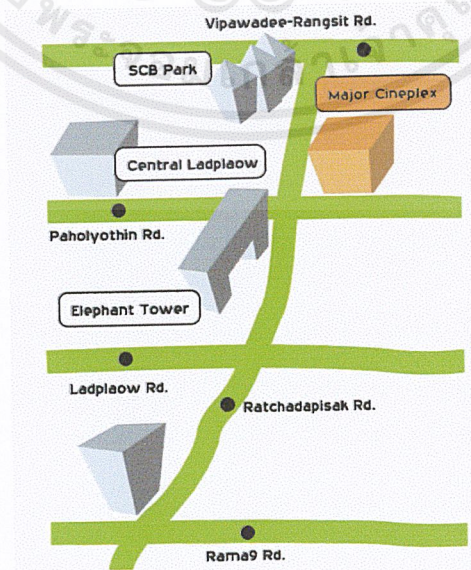 Vipawadee-Rangsit Rd.
SCB Park
Major Cineplex
Central Ladplaow
Paholyothin Rd.
Elephant Tower
Ladplaow Rd.
Ratchadapisak Rd.
Rama9 Rd.